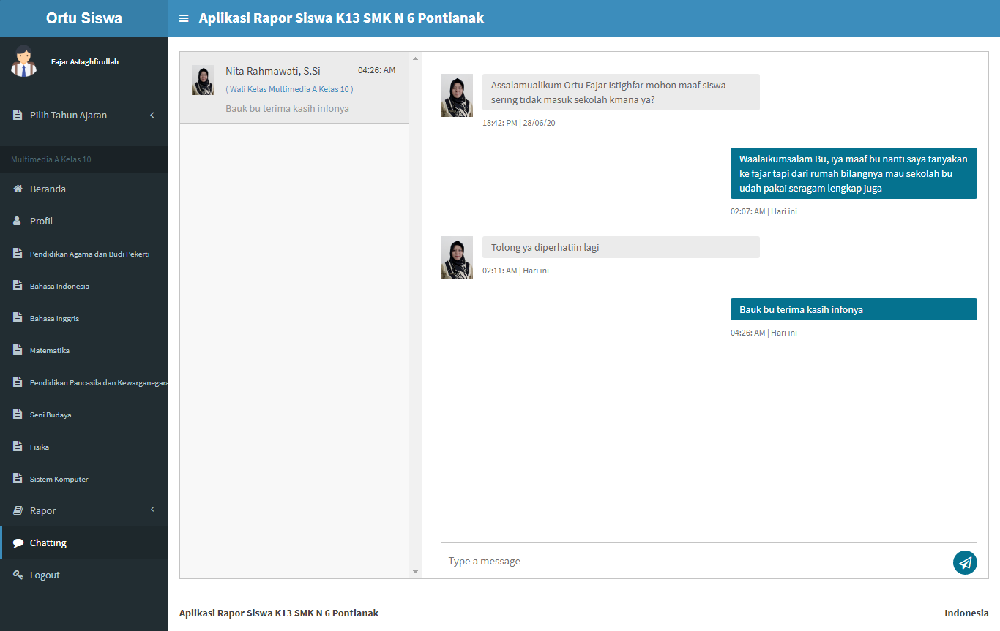 Ortu Siswa
Aplikasi Rapor Siswa K13 SMK N 6 Pontianak
Fajar Astaghfirullah
Pilih Tahun Ajaran
Multimedia A Kelas 10
Beranda
Profil
Pendidikan Agama dan Budi Pekerti
Bahasa Indonesia
Bahasa Inggris
Matematika
Pendidikan Pancasila dan Kewarganegara
Seni Budaya
Fisika
Sistem Komputer
Rapor
Chatting
Logout
Nita Rahmawati, S.Si
04:26: AM
( Wali Kelas Multimedia A Kelas 10 )
Bauk bu terima kasih infonya
Assalamualikum Ortu Fajar Istighfar mohon maaf siswa
sering tidak masuk sekolah kmana ya?
18:42: PM | 28/06/20
Waalaikumsalam Bu, iya maaf bu nanti saya tanyakan
ke fajar tapi dari rumah bilangnya mau sekolah bu
udah pakai seragam lengkap juga
02:07: AM | Hari ini
Tolong ya diperhatiin lagi
02:11: AM | Hari ini
Bauk bu terima kasih infonya
04:26: AM | Hari ini
Type a message
Aplikasi Rapor Siswa K13 SMK N 6 Pontianak
Indonesia